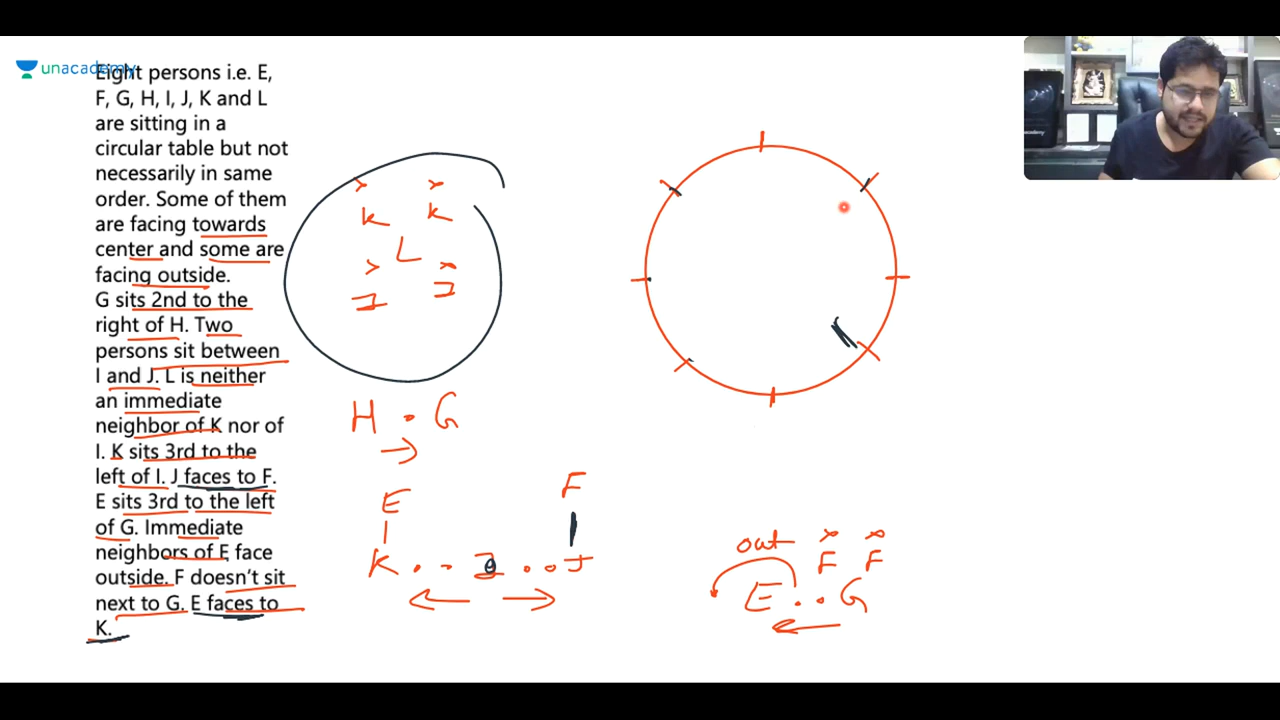 unacademy
Eight persons i.e. E,
F, G, H, I, J, K and L
are sitting in a
circular table but not
necessarily in same
order. Some of them
are facing towards
center and some are
facing outside.
G sits 2nd to the
right of H. Two
persons sit between
I and J. L is neither
an immediate
neighbor of K nor of
I. K sits 3rd to the
left of I. J faces to F.
E sits 3rd to the left
of G. Immediate
neighbors of E face
outside. F doesn't sit
next to G. E faces to
K.
x x
K K
L
x x
I I
H . G
E F
K . . I . . J
out x x
F F
E . . G